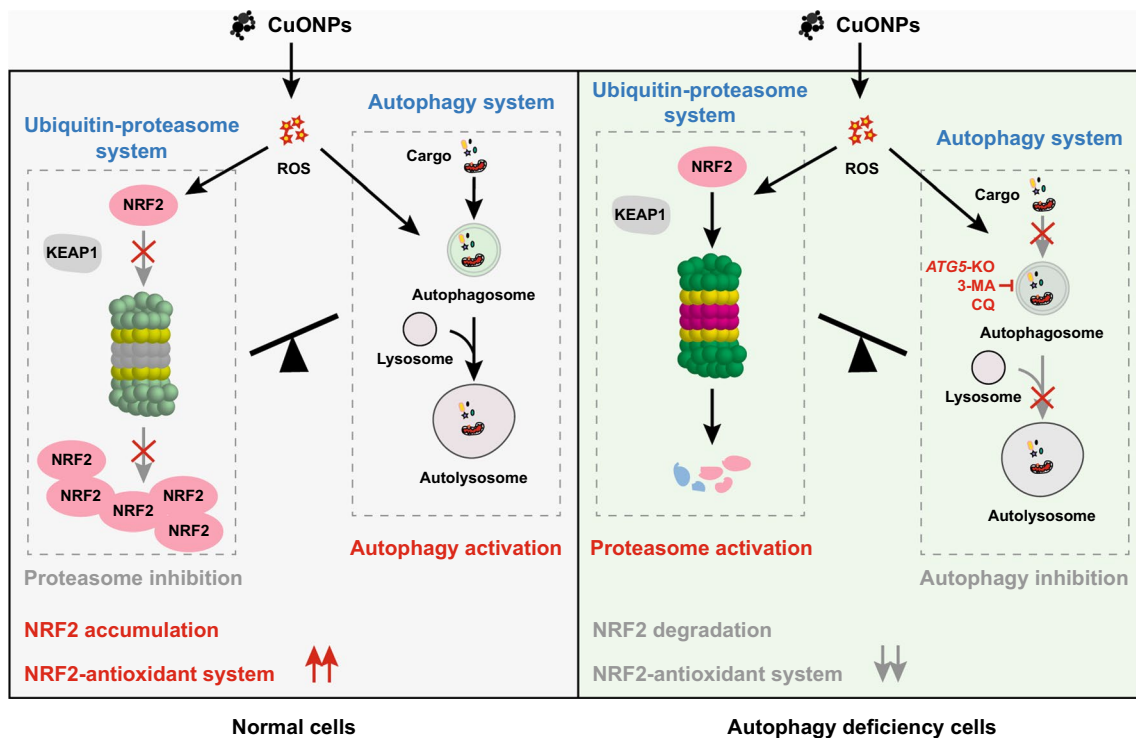 CuONPs
ROS
Ubiquitin-proteasome
system
NRF2
KEAP1
NRF2
NRF2
NRF2
NRF2
NRF2
Proteasome inhibition
Autophagy system
Cargo
Autophagosome
Lysosome
Autolysosome
Autophagy activation
NRF2 accumulation
NRF2-antioxidant system
Normal cells
CuONPs
ROS
Ubiquitin-proteasome
system
NRF2
KEAP1
Proteasome activation
Autophagy system
Cargo
ATG5-KO
3-MA
CQ
Autophagosome
Lysosome
Autolysosome
Autophagy inhibition
NRF2 degradation
NRF2-antioxidant system
Autophagy deficiency cells